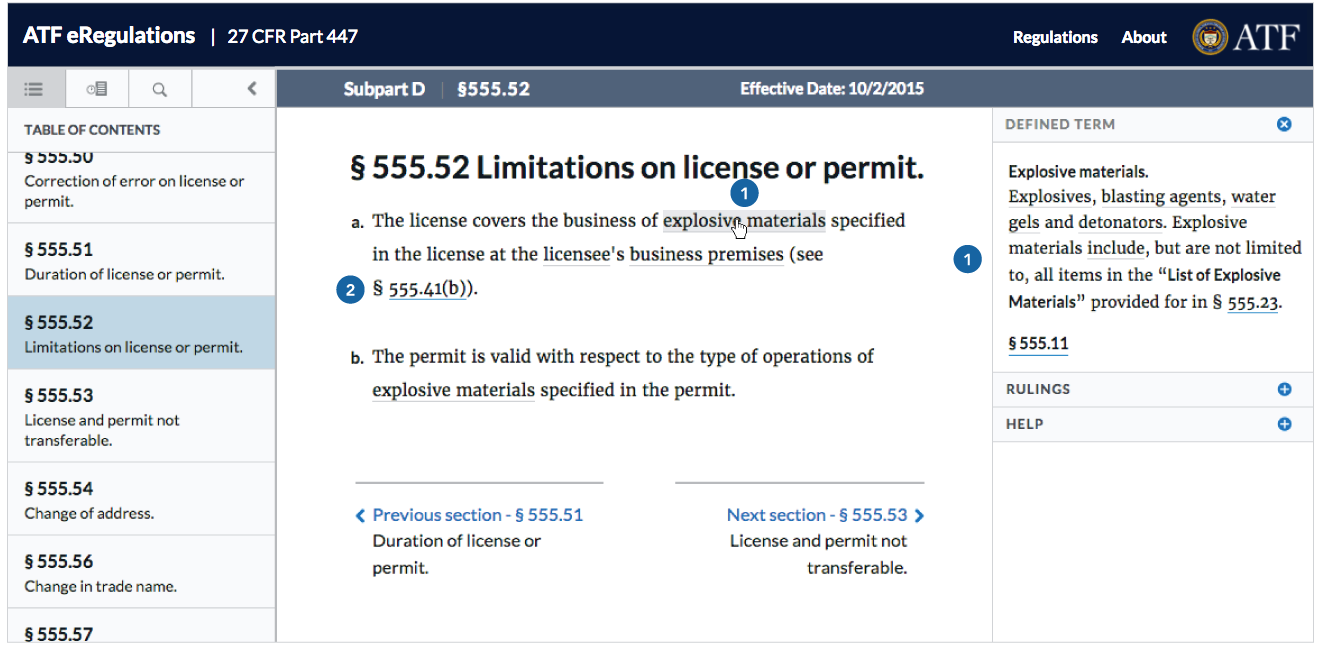 ATF eRegulations | 27 CFR Part 447
Regulations About ATF
Subpart D | §555.52 Effective Date: 10/2/2015
TABLE OF CONTENTS
§ 555.50
Correction of error on license or
permit.
§ 555.51
Duration of license or permit.
§ 555.52
Limitations on license or permit.
§ 555.53
License and permit not
transferable.
§ 555.54
Change of address.
§ 555.56
Change in trade name.
§ 555.57
§ 555.52 Limitations on license or permit.
1
a. The license covers the business of explosive materials specified
in the license at the licensee's business premises (see
2 § 555.41(b)).
b. The permit is valid with respect to the type of operations of
explosive materials specified in the permit.
Previous section - § 555.51
Duration of license or
permit.
Next section - § 555.53
License and permit not
transferable.
DEFINED TERM
Explosive materials.
Explosives, blasting agents, water
gels and detonators. Explosive
1 materials include, but are not limited
to, all items in the “List of Explosive
Materials” provided for in § 555.23.
§ 555.11
RULINGS
HELP